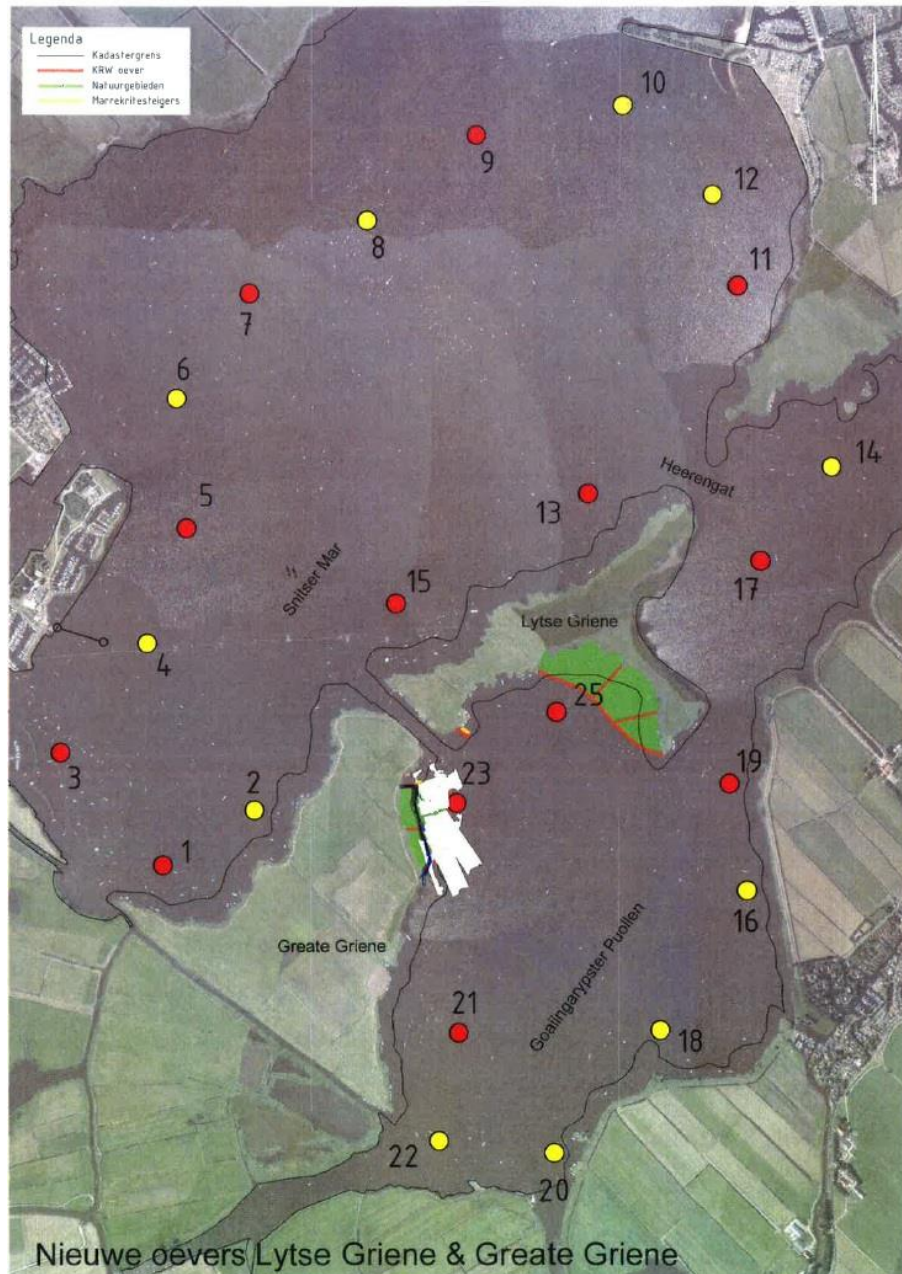 Legenda
Kadastergrens
KRW oever
Natuurgebieden
Marrekritesteigers
10
9
12
8
11
7
6
14
Heerengat
5
13
Snitser Mar
17
15
Lytse Griene
4
25
3
23
19
2
1
16
Greate Griene
Goaiingarypster Puollen
21
18
22
20
Nieuwe oevers Lytse Griene & Greate Griene